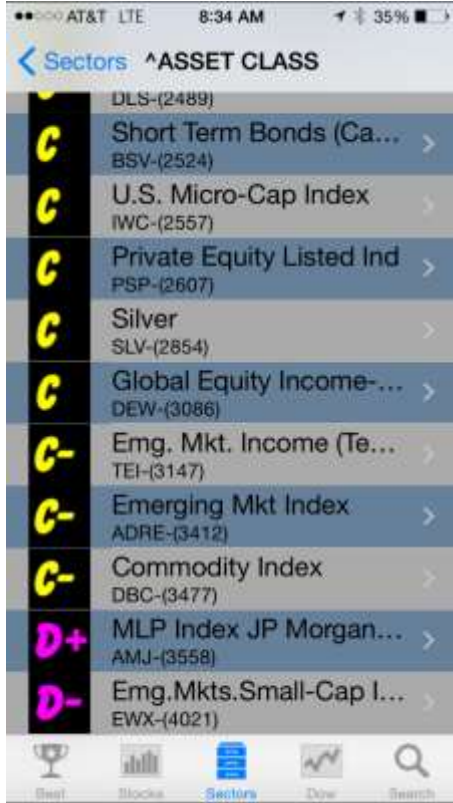 AT&T LTE 8:34 AM 35%
Sectors ^ASSET CLASS
DLS-(2489)
C Short Term Bonds (Ca...
BSV-(2524)
C U.S. Micro-Cap Index
IWC-(2557)
C Private Equity Listed Ind
PSP-(2607)
C Silver
SLV-(2854)
C Global Equity Income-...
DEW-(3086)
C- Emg. Mkt. Income (Te...
TEI-(3147)
C- Emerging Mkt Index
ADRE-(3412)
C- Commodity Index
DBC-(3477)
D+ MLP Index JP Morgan...
AMJ-(3558)
D- Emg.Mkts.Small-Cap I...
EWX-(4021)
Best Stocks Sectors Dow Search